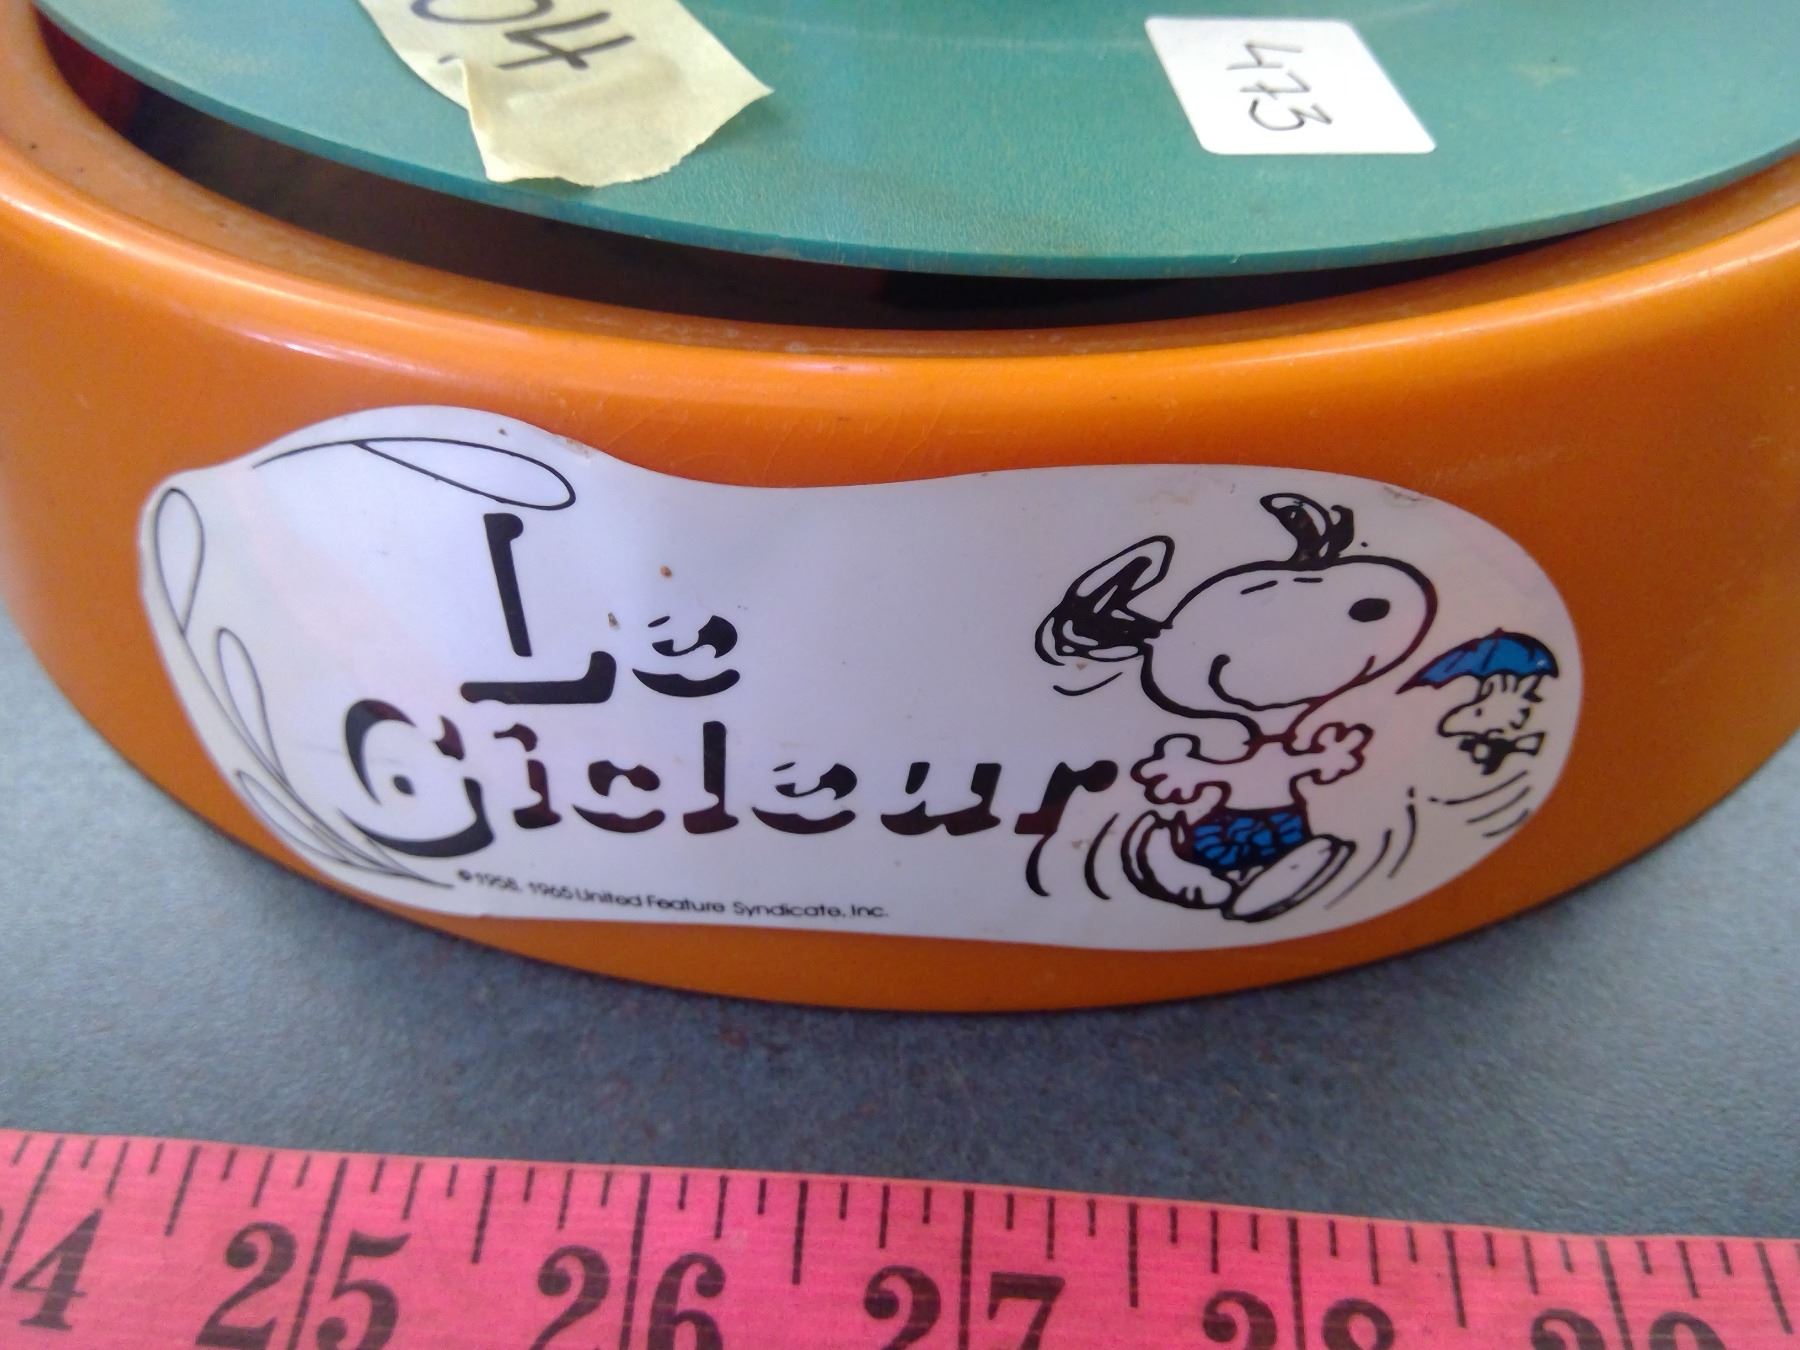 04
473
Le
Gicleur
©1958, 1965 United Feature Syndicate, Inc.
24 25 26 27 28 29